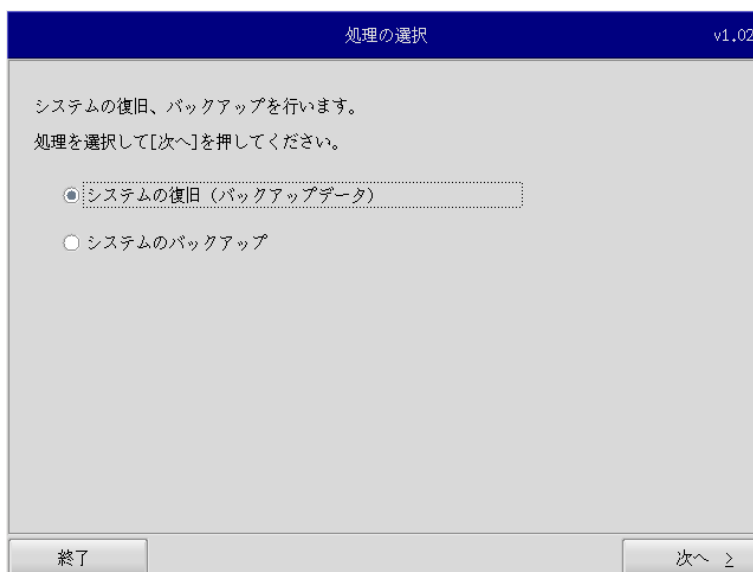 処理の選択
v1.02
システムの復旧、バックアップを行います。
処理を選択して[次へ]を押してください。
システムの復旧（バックアップデータ）
システムのバックアップ
終了
次へ ≥